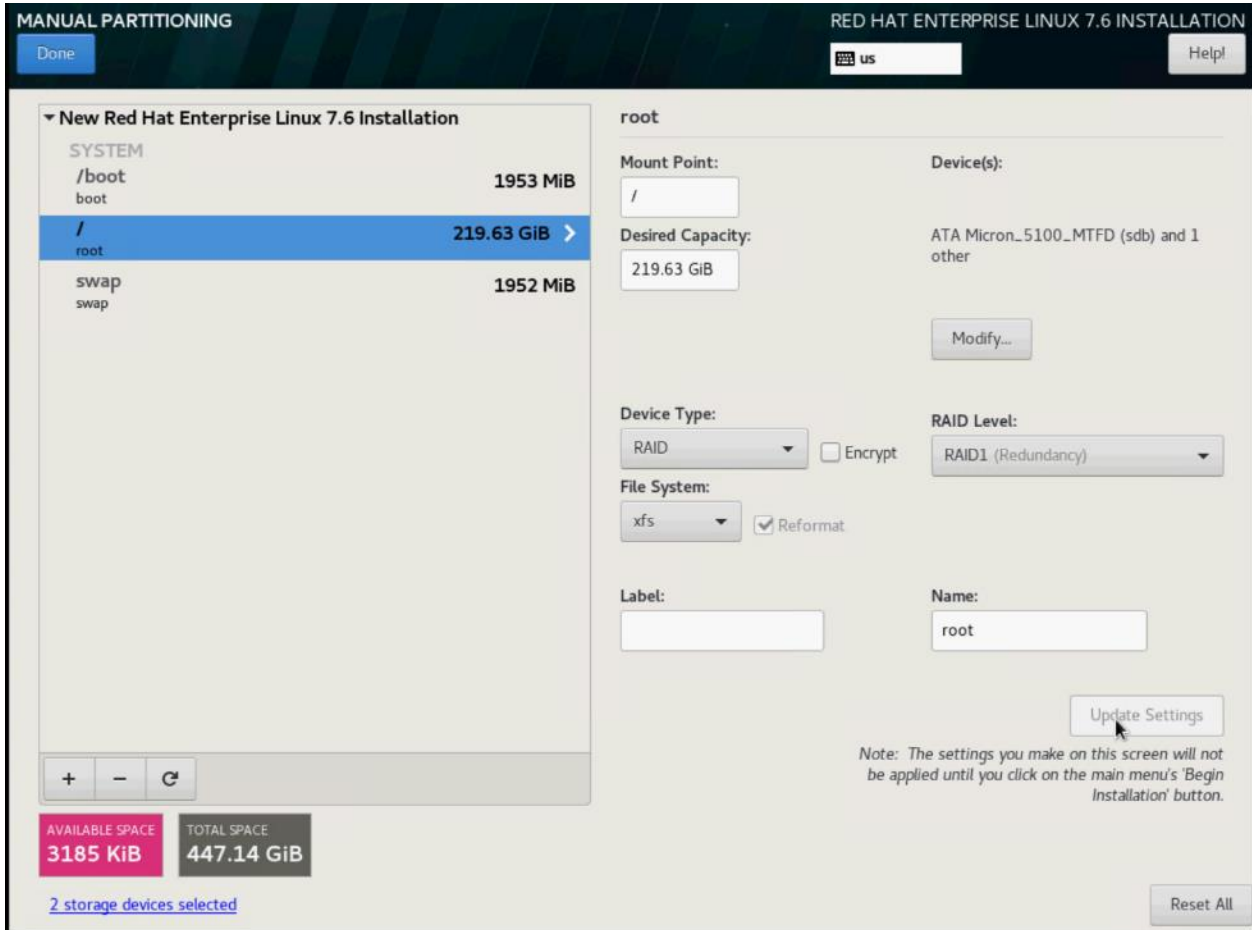 MANUAL PARTITIONING
RED HAT ENTERPRISE LINUX 7.6 INSTALLATION
Done
us
Help!
New Red Hat Enterprise Linux 7.6 Installation
SYSTEM
/boot
boot
1953 MiB
/
root
219.63 GiB
swap
swap
1952 MiB
root
Mount Point:
/
Device(s):
Desired Capacity:
219.63 GiB
ATA Micron_5100_MTFD (sdb) and 1
other
Modify...
Device Type:
RAID
Encrypt
RAID Level:
RAID1 (Redundancy)
File System:
xfs
Reformat
Label:
Name:
root
Update Settings
Note: The settings you make on this screen will not
be applied until you click on the main menu's 'Begin
Installation' button.
+ −
AVAILABLE SPACE
3185 KiB
TOTAL SPACE
447.14 GiB
2 storage devices selected
Reset All